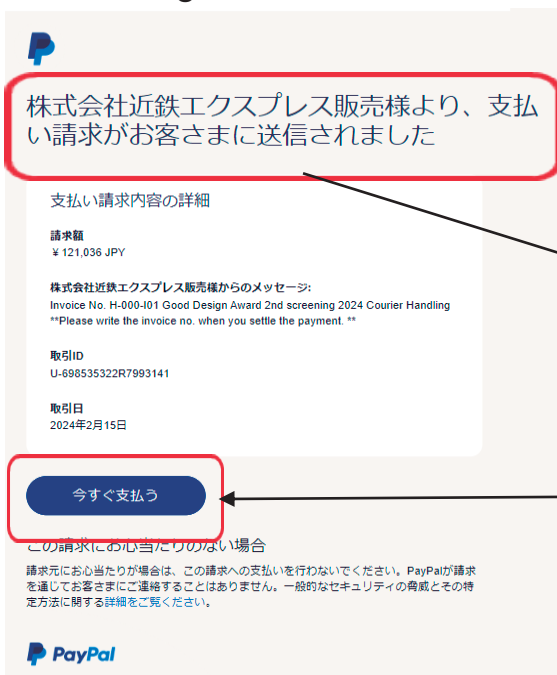 株式会社近鉄エクスプレス販売様より、支払
い請求がお客さまに送信されました
支払い請求内容の詳細
請求額
¥ 121,036 JPY
株式会社近鉄エクスプレス販売様からのメッセージ:
Invoice No. H-000-I01 Good Design Award 2nd screening 2024 Courier Handling
**Please write the invoice no. when you settle the payment. **
取引ID
U-698535322R7993141
取引日
2024年2月15日
今すぐ支払う
この請求にお心当たりのない場合
請求元にお心当たりが場合は、この請求への支払いを行わないでください。PayPalが請求
を通じてお客さまにご連絡することはありません。一般的なセキュリティの脅威とその特
定方法に関する詳細をご覧ください。
PayPal